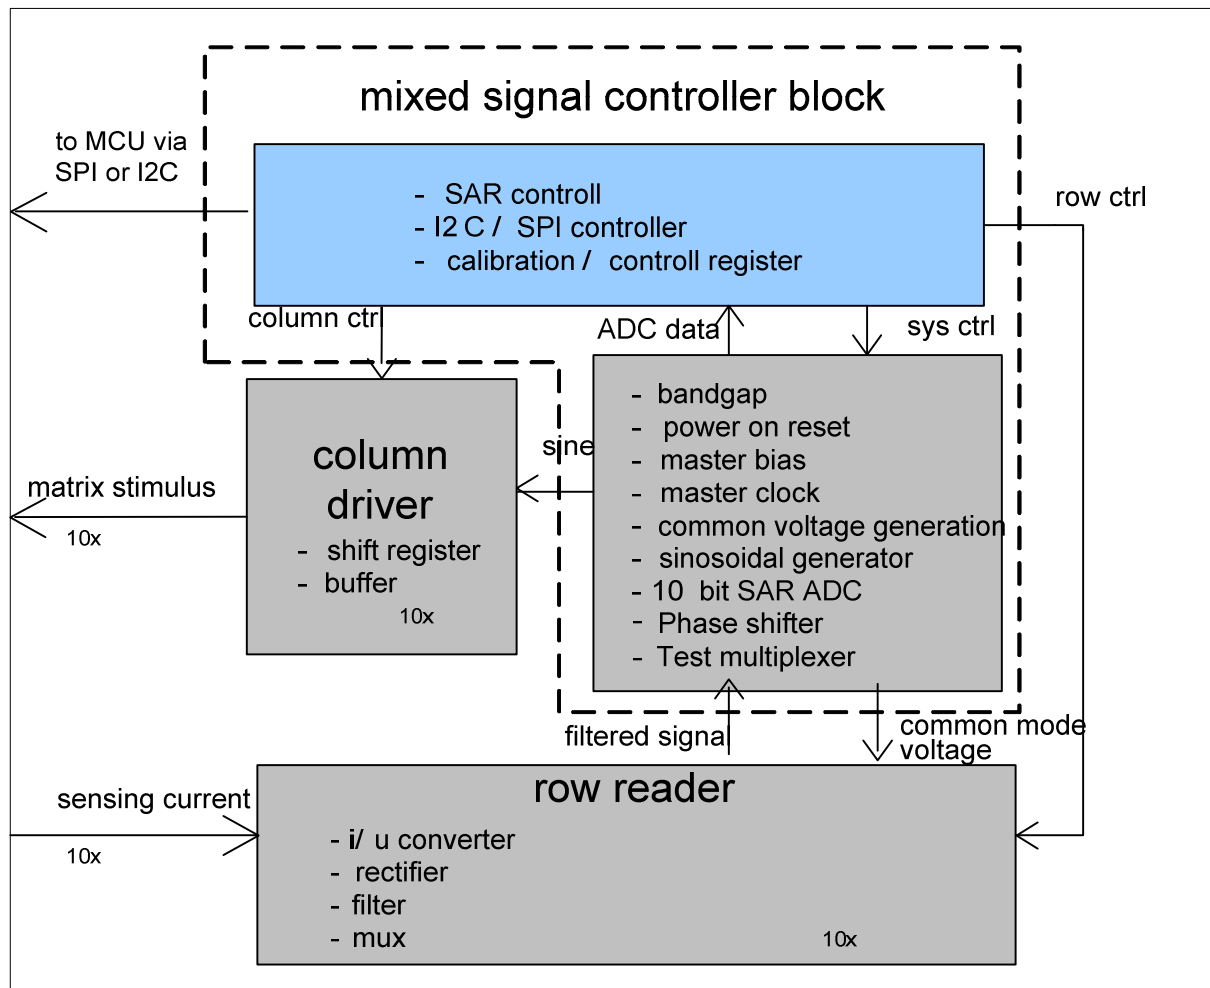 mixed signal controller block
to MCU via
SPI or I2C
- SAR controll
- I2 C / SPI controller
- calibration / controll register
row ctrl
column ctrl
ADC data
sys ctrl
column
driver
- shift register
- buffer
10x
matrix stimulus
10x
sine
- bandgap
- power on reset
- master bias
- master clock
- common voltage generation
- sinosoidal generator
- 10 bit SAR ADC
- Phase shifter
- Test multiplexer
filtered signal
common mode
voltage
sensing current
10x
row reader
- i/ u converter
- rectifier
- filter
- mux
10x